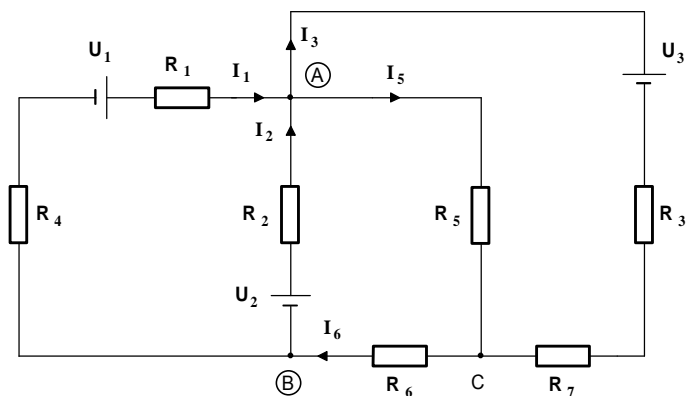 I₃
U₁
R₁
I₁
A
I₅
U₃
I₂
R₄
R₂
R₅
R₃
U₂
I₆
B
R₆
C
R₇